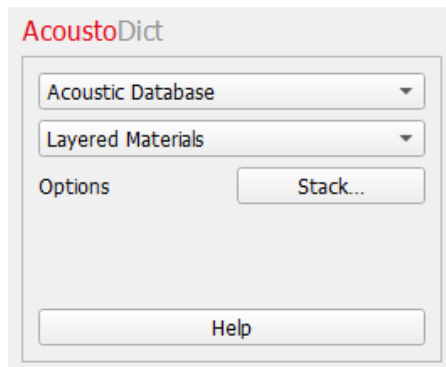 AcoustoDict
Acoustic Database
Layered Materials
Options Stack...
Help